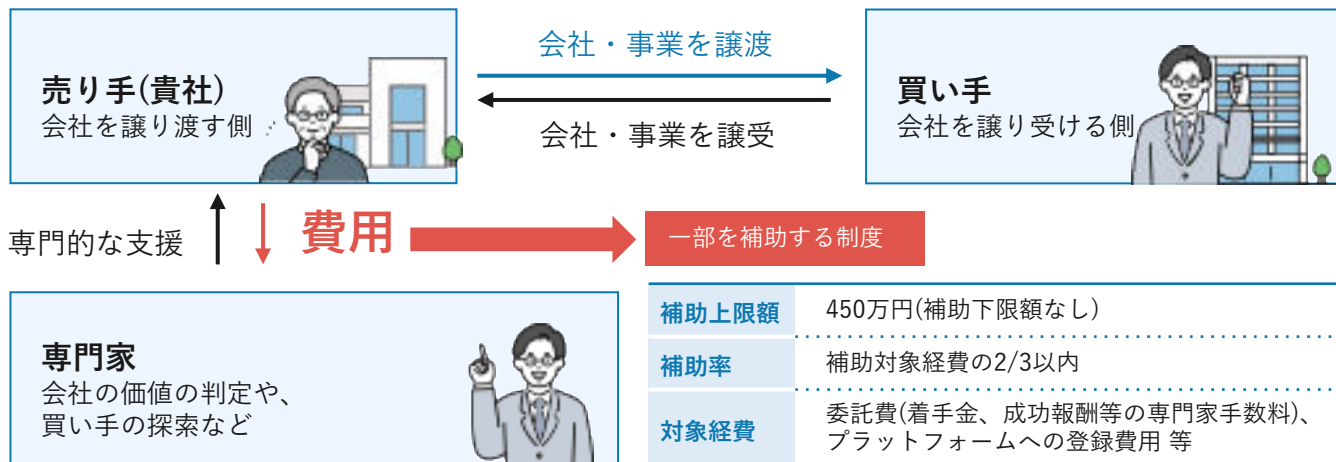 売り手(貴社)
会社を譲り渡す側
会社・事業を譲渡
会社・事業を譲受
買い手
会社を譲り受ける側
専門的な支援
費用
一部を補助する制度
専門家
会社の価値の判定や、
買い手の探索など
補助上限額 450万円(補助下限額なし)
補助率 補助対象経費の2/3以内
対象経費 委託費(着手金、成功報酬等の専門家手数料)、
プラットフォームへの登録費用 等